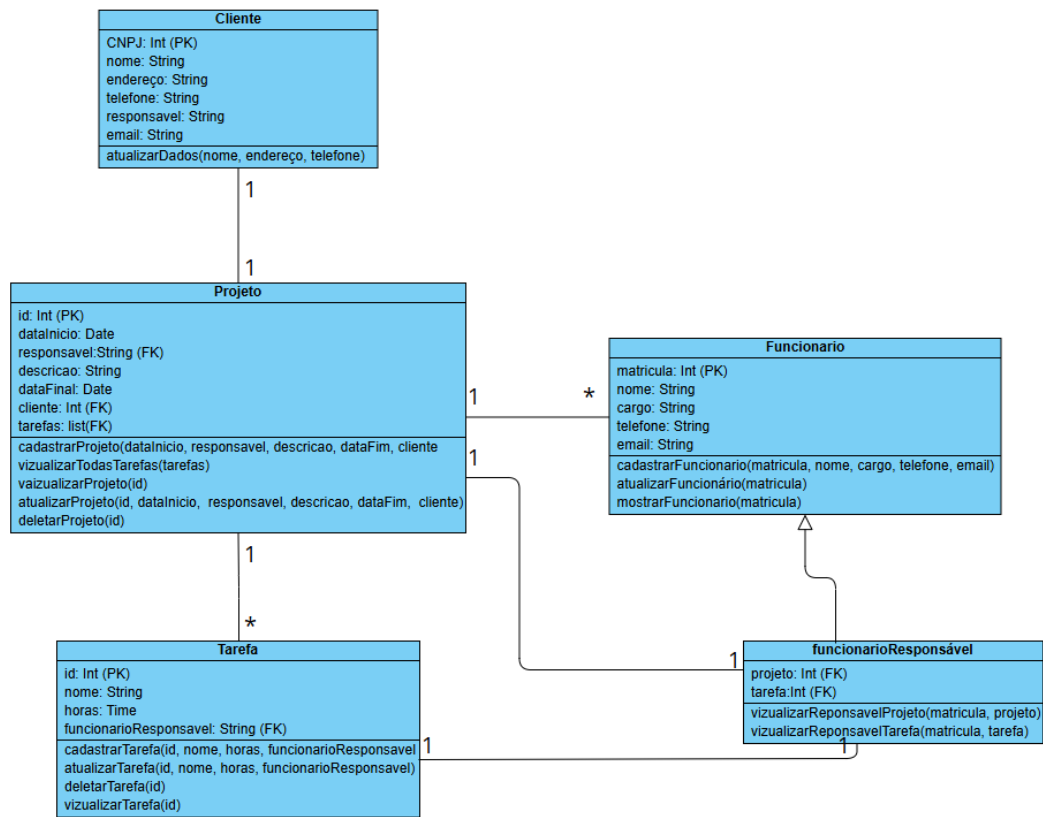 Cliente
CNPJ: Int (PK)
nome: String
endereço: String
telefone: String
responsavel: String
email: String
atualizarDados(nome, endereço, telefone)
1
1
Projeto
id: Int (PK)
dataInicio: Date
responsavel:String (FK)
descricao: String
dataFinal: Date
cliente: Int (FK)
tarefas: list(FK)
cadastrarProjeto(dataInicio, responsavel, descricao, dataFim, cliente
vizualizarTodasTarefas(tarefas)
vaizualizarProjeto(id)
atualizarProjeto(id, dataInicio, responsavel, descricao, dataFim, cliente)
deletarProjeto(id)
1
*
Funcionario
matricula: Int (PK)
nome: String
cargo: String
telefone: String
email: String
cadastrarFuncionario(matricula, nome, cargo, telefone, email)
atualizarFuncionário(matricula)
mostrarFuncionario(matricula)
1
1
1
*
Tarefa
id: Int (PK)
nome: String
horas: Time
funcionarioResponsavel: String (FK)
cadastrarTarefa(id, nome, horas, funcionarioResponsavel
atualizarTarefa(id, nome, horas, funcionarioResponsavel)
deletarTarefa(id)
vizualizarTarefa(id)
1
1
funcionarioResponsável
projeto: Int (FK)
tarefa:Int (FK)
vizualizarReponsavelProjeto(matricula, projeto)
vizualizarReponsavelTarefa(matricula, tarefa)